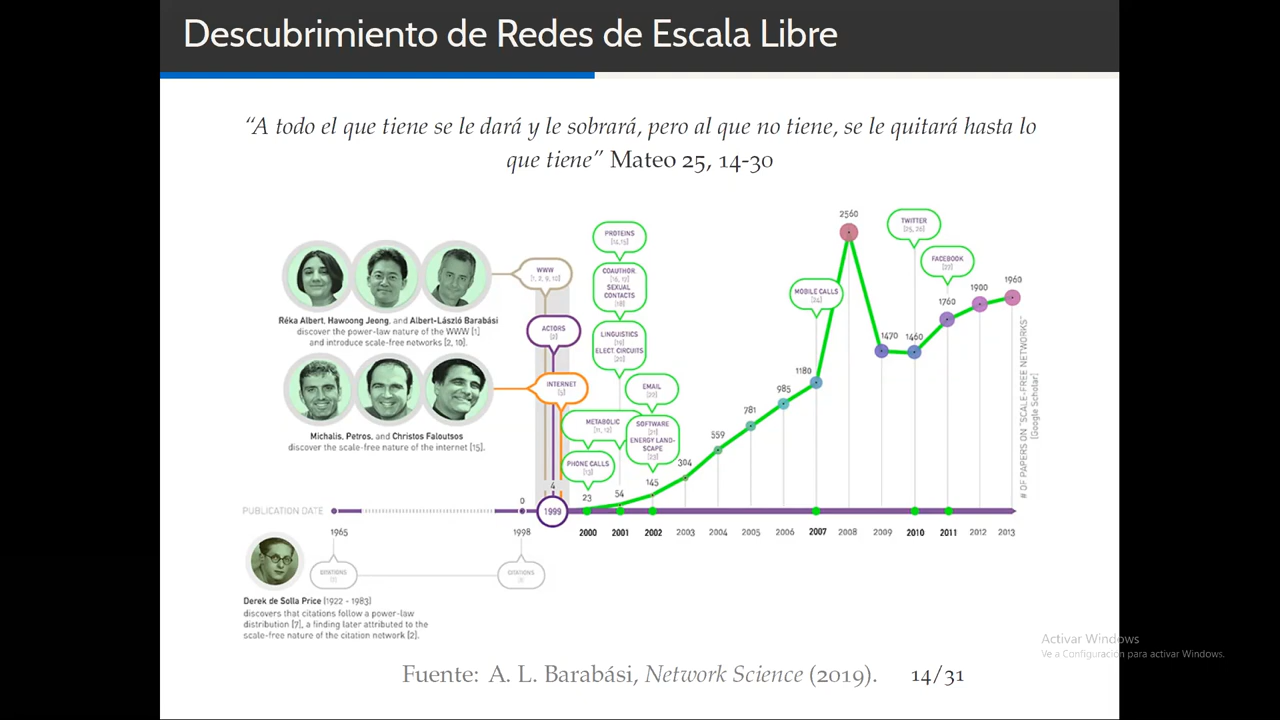 Descubrimiento de Redes de Escala Libre
“A todo el que tiene se le dará y le sobrará, pero al que no tiene, se le quitará hasta lo
que tiene” Mateo 25, 14-30
Réka Albert, Hawoong Jeong, and Albert-László Barabási
discover the power-law nature of the WWW [1]
and introduce scale-free networks [2, 10].
Michalis, Petros, and Christos Faloutsos
discover the scale-free nature of the internet [15].
WWW
ACTORS
INTERNET
PROTEINS
COAUTHOR
SEXUAL
CONTACTS
LINGUISTICS
ELECT. CIRCUITS
EMAIL
METABOLIC
SOFTWARE
ENERGY LAND-
SCAPE
PHONE CALLS
MOBILE CALLS
TWITTER
FACEBOOK
0
4
23
54
145
304
559
781
985
1180
2560
1470
1460
1760
1900
1960
# OF PAPERS ON “SCALE-FREE NETWORKS”
[Google Scholar]
PUBLICATION DATE
1965
1998
1999
2000
2001
2002
2003
2004
2005
2006
2007
2008
2009
2010
2011
2012
2013
CITATIONS
CITATIONS
Derek de Solla Price (1922 - 1983)
discovers that citations follow a power-law
distribution [7], a finding later attributed to the
scale-free nature of the citation network [2].
Fuente: A. L. Barabási, Network Science (2019).
14/31
Activar Windows
Ve a Configuración para activar Windows.